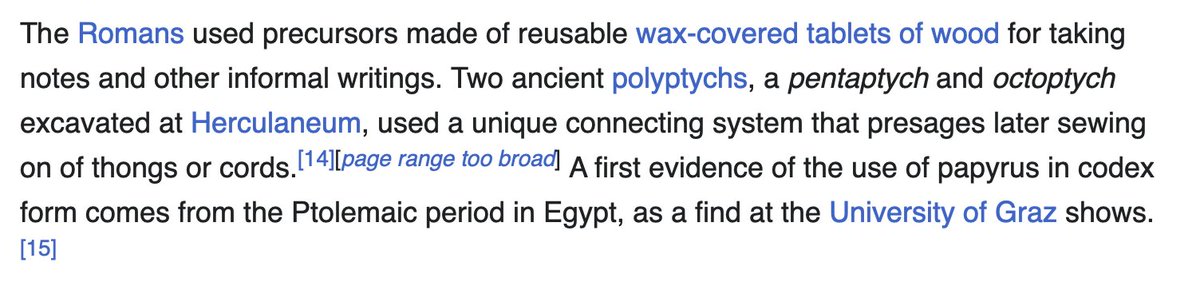 The Romans used precursors made of reusable wax-covered tablets of wood for taking
notes and other informal writings. Two ancient polyptychs, a pentaptych and octoptych
excavated at Herculaneum, used a unique connecting system that presages later sewing
on of thongs or cords.[14][page range too broad] A first evidence of the use of papyrus in codex
form comes from the Ptolemaic period in Egypt, as a find at the University of Graz shows.
[15]